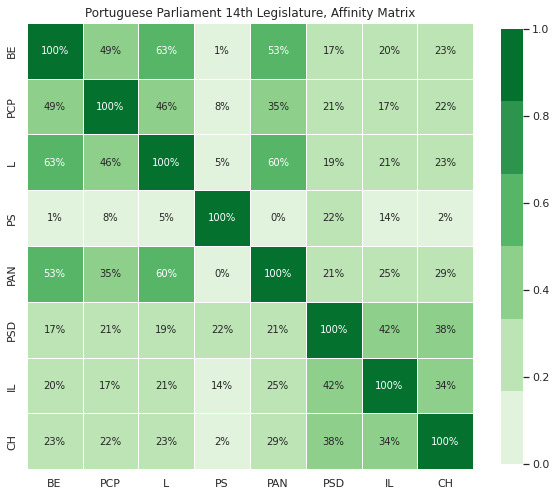 Portuguese Parliament 14th Legislature, Affinity Matrix
BE 100% 49% 63% 1% 53% 17% 20% 23%
PCP 49% 100% 46% 8% 35% 21% 17% 22%
L 63% 46% 100% 5% 60% 19% 21% 23%
PS 1% 8% 5% 100% 0% 22% 14% 2%
PAN 53% 35% 60% 0% 100% 21% 25% 29%
PSD 17% 21% 19% 22% 21% 100% 42% 38%
IL 20% 17% 21% 14% 25% 42% 100% 34%
CH 23% 22% 23% 2% 29% 38% 34% 100%
BE PCP L PS PAN PSD IL CH
1.0
0.8
0.6
0.4
0.2
0.0